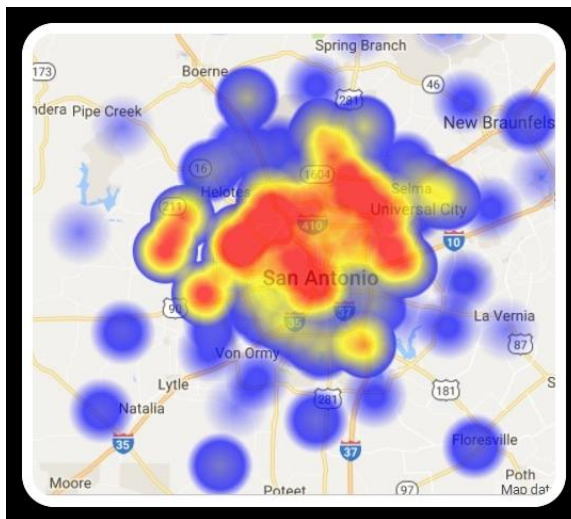 Spring Branch
173
Boerne
46
281
ndera
Pipe Creek
New Braunfels
16
1604
Helotes
Selma
211
Universal City
410
10
San Antonio
90
35
37
La Vernia
87
Von Ormy
Lytle
181
281
Natalia
35
37
Floresville
Moore
Poteet
97
Poth
Map dat
S